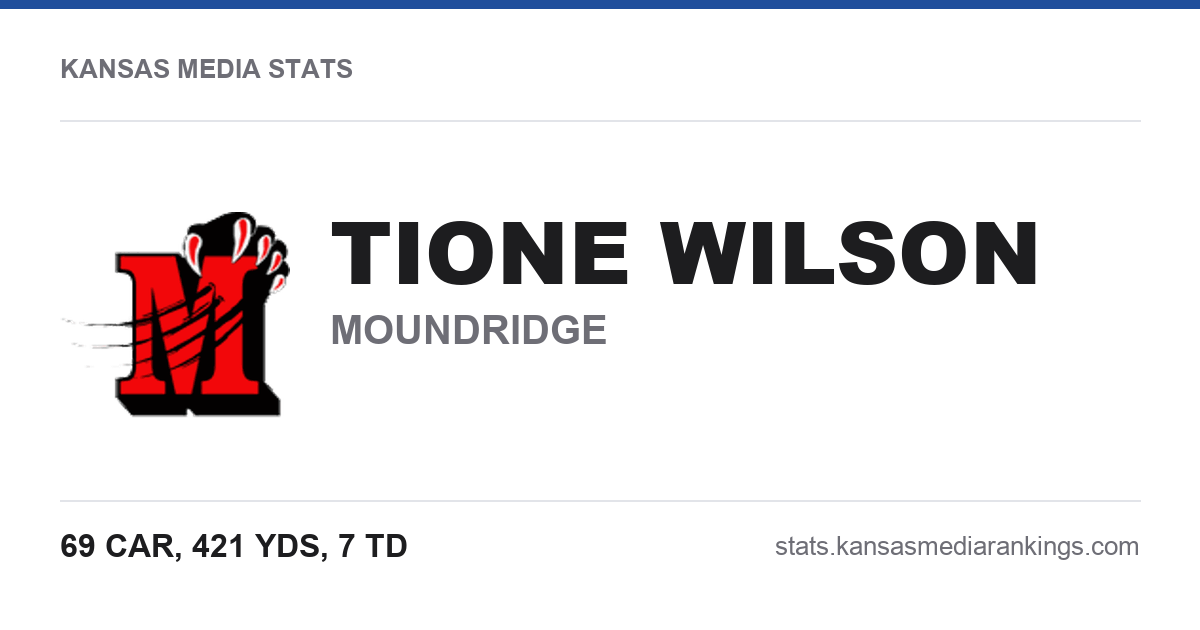 KANSAS MEDIA STATS
M
TIONE WILSON
MOUNDRIDGE
69 CAR, 421 YDS, 7 TD
stats.kansasmediarankings.com